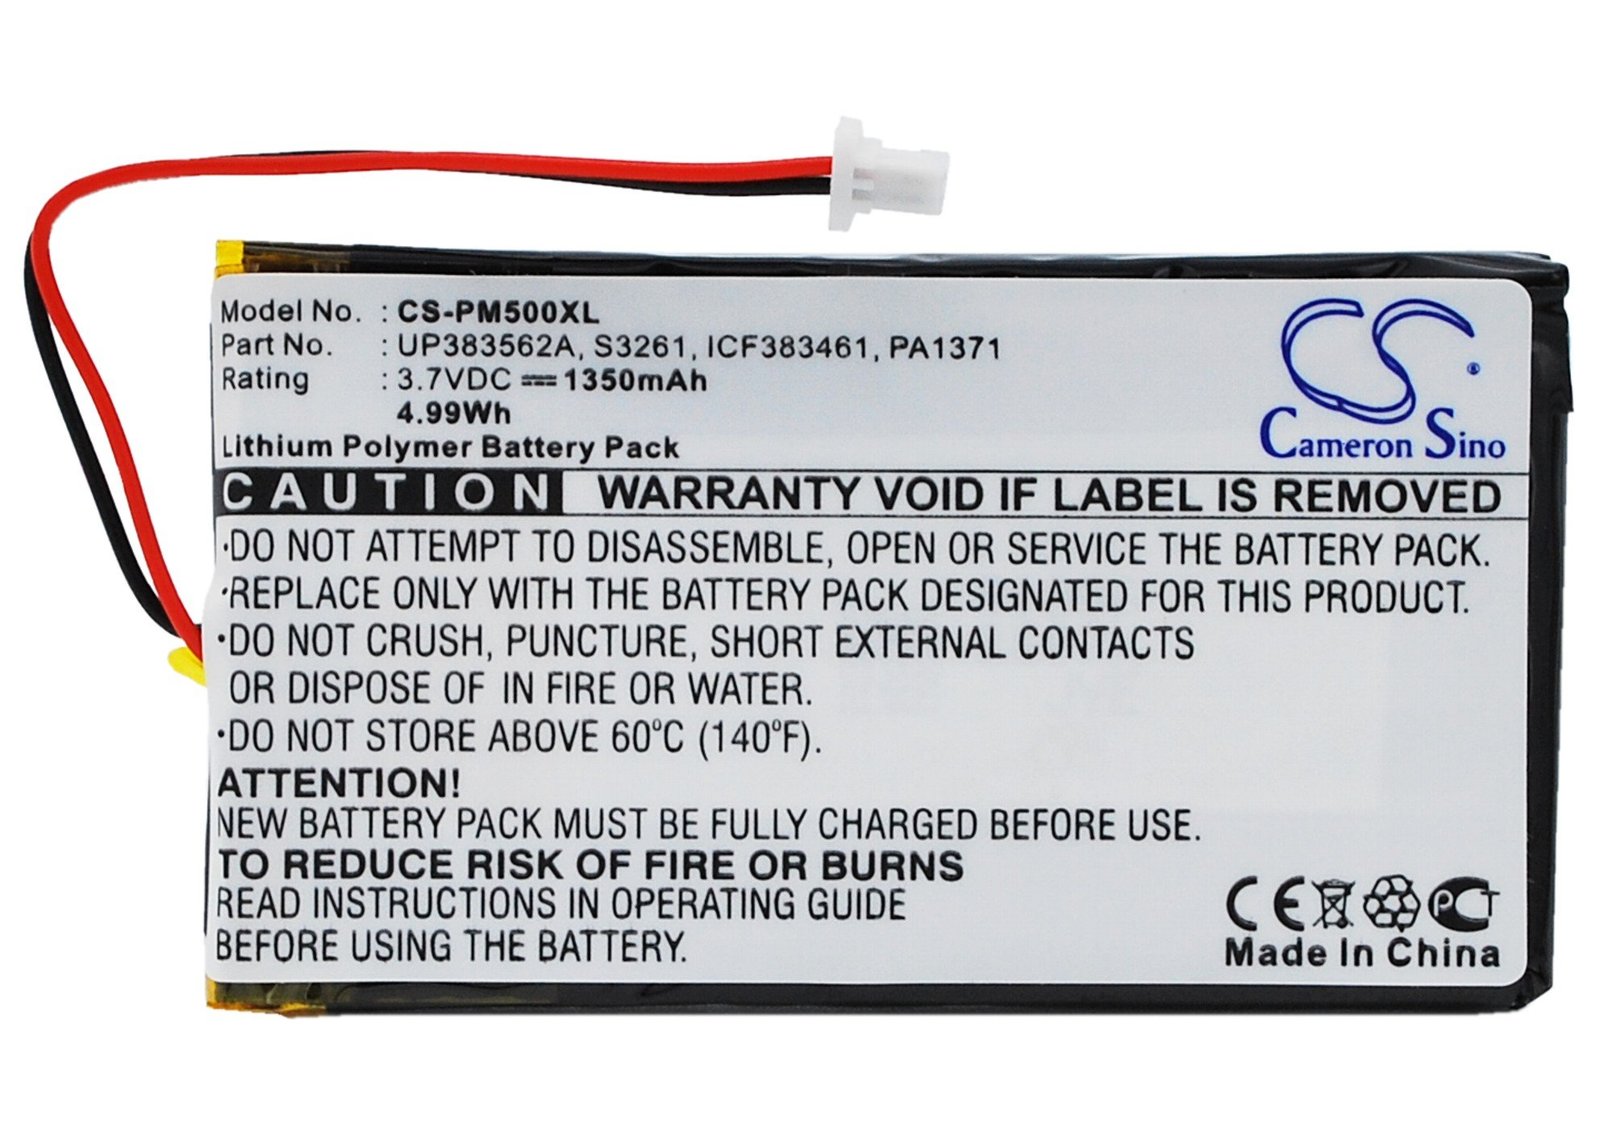 Model No. : CS-PM500XL
Part No. : UP383562A, S3261, ICF383461, PA1371
Rating : 3.7VDC ⎓ 1350mAh
4.99Wh
Lithium Polymer Battery Pack
CS ®
Cameron Sino
CAUTION WARRANTY VOID IF LABEL IS REMOVED
·DO NOT ATTEMPT TO DISASSEMBLE, OPEN OR SERVICE THE BATTERY PACK.
·REPLACE ONLY WITH THE BATTERY PACK DESIGNATED FOR THIS PRODUCT.
·DO NOT CRUSH, PUNCTURE, SHORT EXTERNAL CONTACTS
OR DISPOSE OF IN FIRE OR WATER.
·DO NOT STORE ABOVE 60ºC (140ºF).
ATTENTION!
NEW BATTERY PACK MUST BE FULLY CHARGED BEFORE USE.
TO REDUCE RISK OF FIRE OR BURNS
READ INSTRUCTIONS IN OPERATING GUIDE
BEFORE USING THE BATTERY.
CE PCT
Made In China